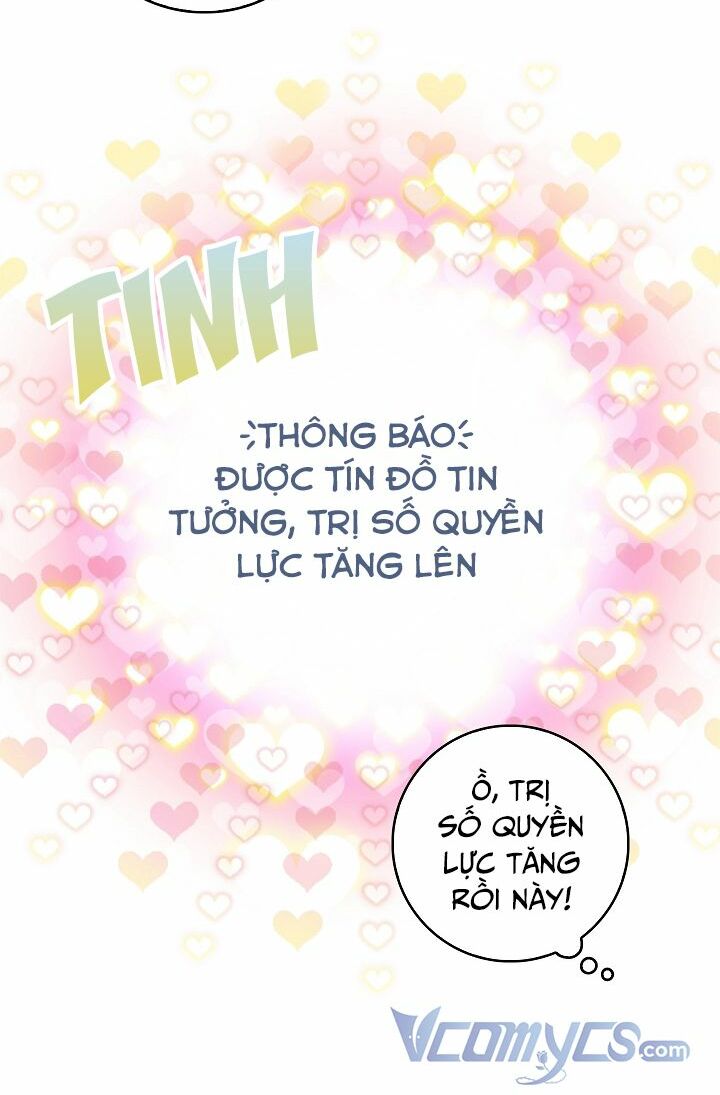 TINH
THÔNG BÁO
ĐƯỢC TÍN ĐỒ TIN
TƯỞNG, TRỊ SỐ QUYỀN
LỰC TĂNG LÊN
Ồ, TRỊ
SỐ QUYỀN
LỰC TĂNG
RỒI NÀY!
VCOMYCS.com